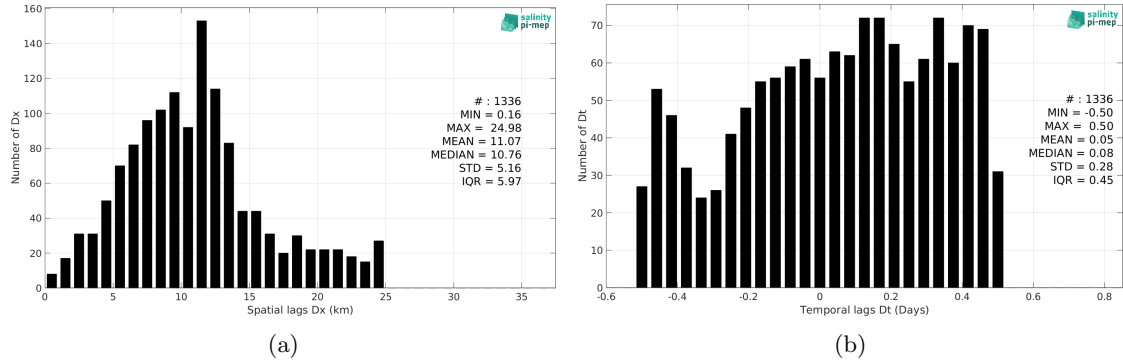 160
140
120
100
80
60
40
20
0
Number of Dx
0 5 10 15 20 25 30 35
Spatial lags Dx (km)
salinity
pi-mep
# : 1336
MIN = 0.16
MAX = 24.98
MEAN = 11.07
MEDIAN = 10.76
STD = 5.16
IQR = 5.97
(a)
70
60
50
40
30
20
10
0
Number of Dt
-0.6 -0.4 -0.2 0 0.2 0.4 0.6 0.8
Temporal lags Dt (Days)
salinity
pi-mep
# : 1336
MIN = -0.50
MAX = 0.50
MEAN = 0.05
MEDIAN = 0.08
STD = 0.28
IQR = 0.45
(b)